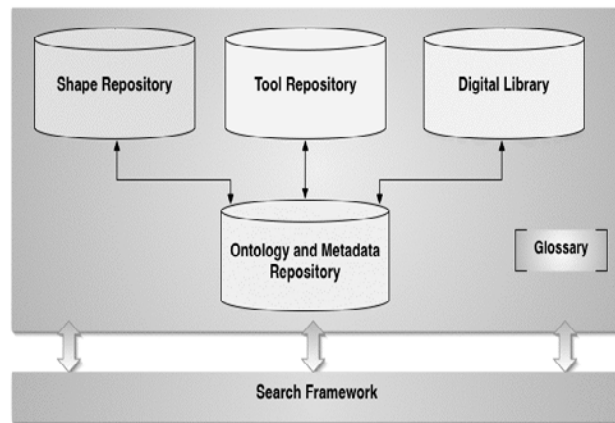 Shape Repository
Tool Repository
Digital Library
Ontology and Metadata
Repository
Glossary
Search Framework